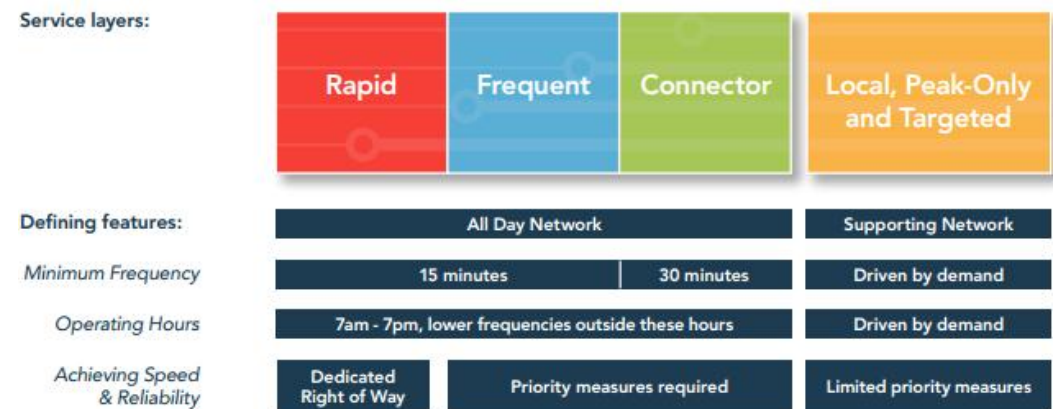 Service layers:
Rapid
Frequent
Connector
Local, Peak-Only
and Targeted
Defining features:
All Day Network
Supporting Network
Minimum Frequency
15 minutes
30 minutes
Driven by demand
Operating Hours
7am - 7pm, lower frequencies outside these hours
Driven by demand
Achieving Speed
& Reliability
Dedicated
Right of Way
Priority measures required
Limited priority measures